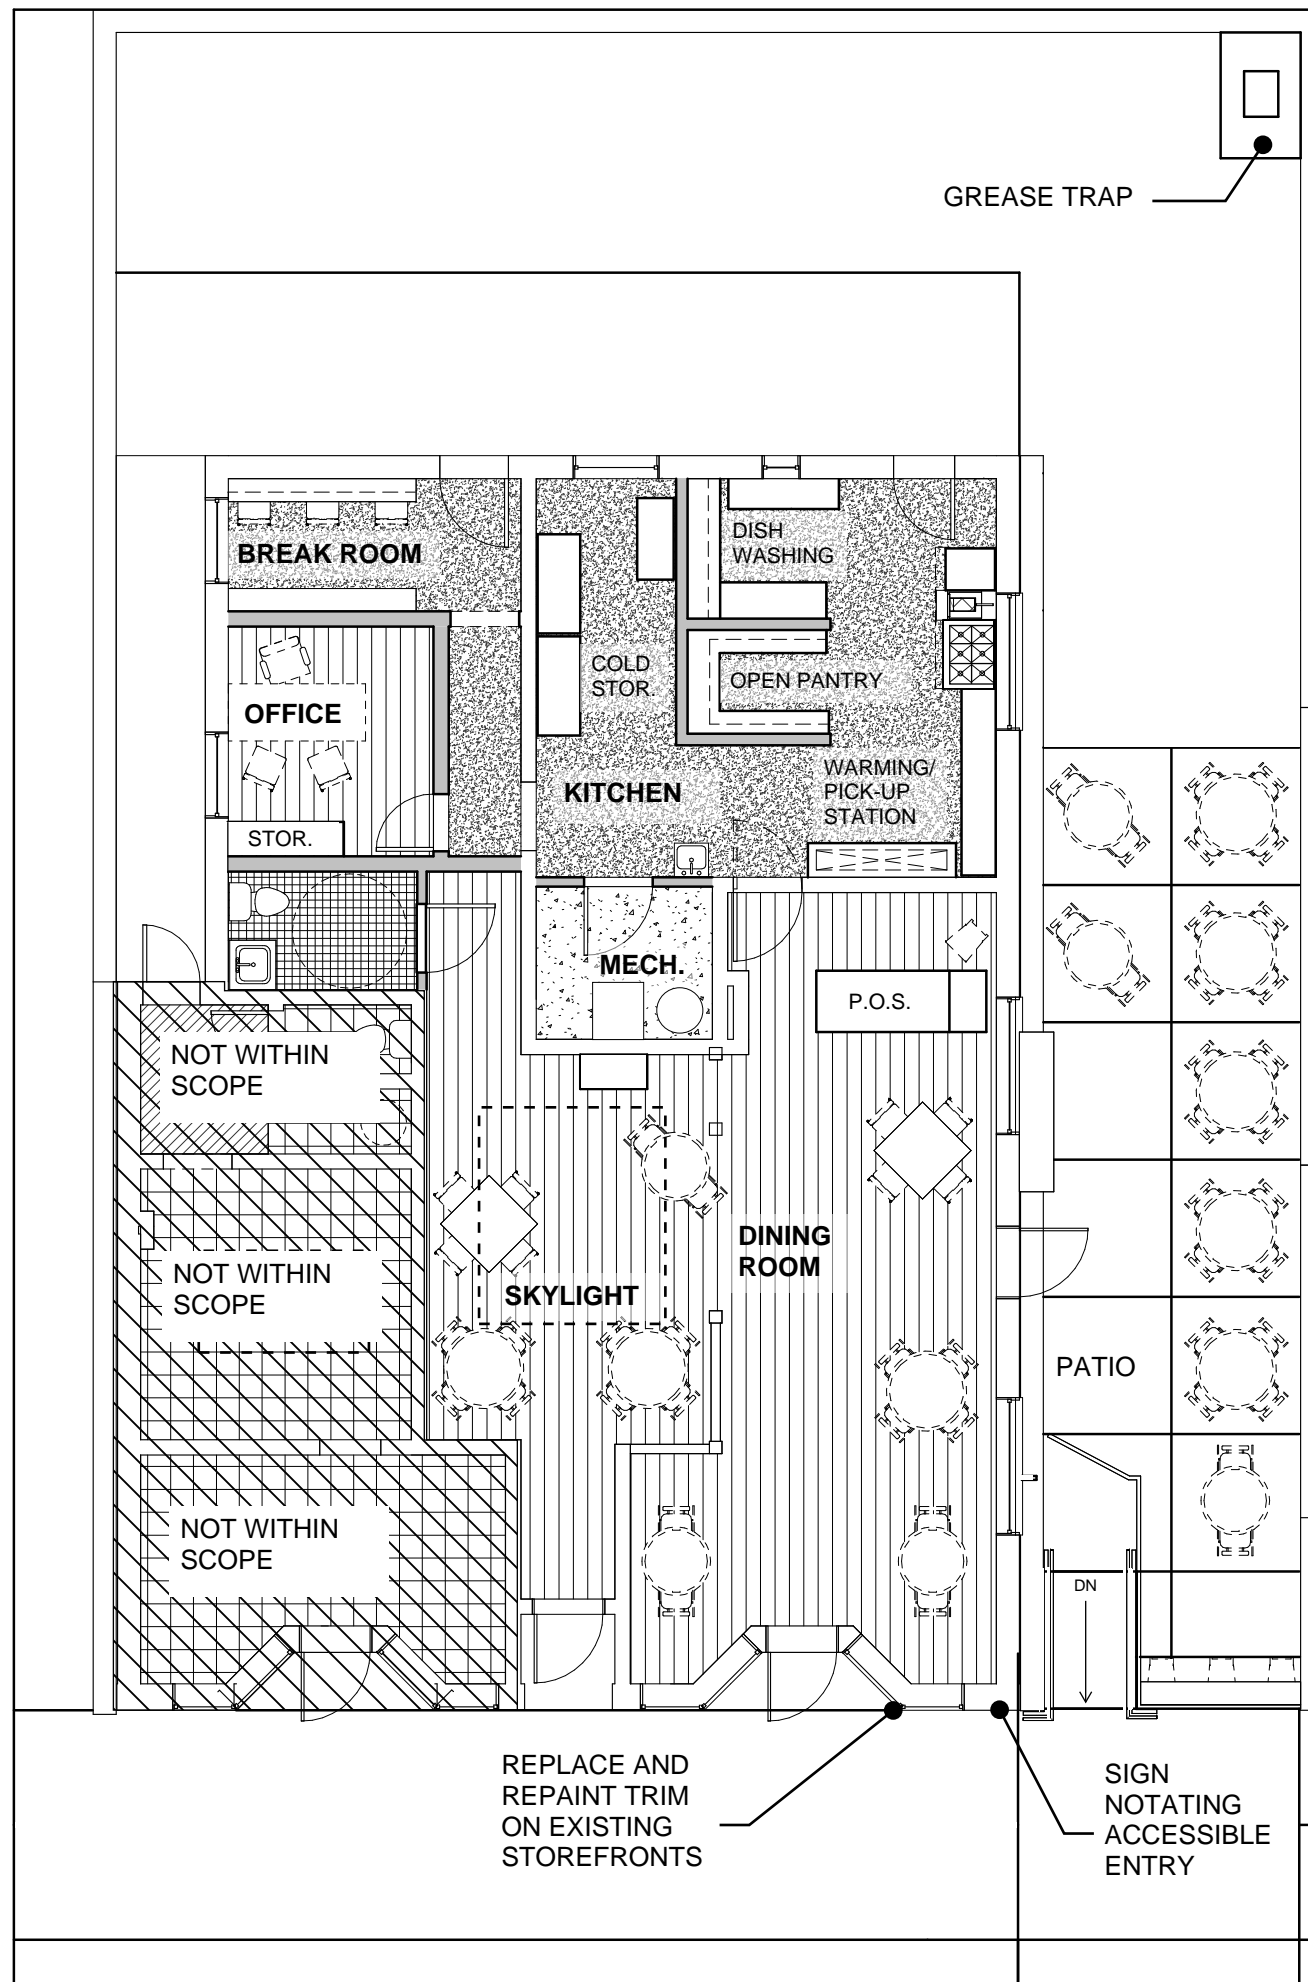 GREASE TRAP
BREAK ROOM
DISH
WASHING
COLD
STOR.
OPEN PANTRY
OFFICE
KITCHEN
WARMING/
PICK-UP
STATION
STOR.
MECH.
P.O.S.
NOT WITHIN
SCOPE
DINING
ROOM
NOT WITHIN
SCOPE
SKYLIGHT
PATIO
NOT WITHIN
SCOPE
DN
REPLACE AND
REPAINT TRIM
ON EXISTING
STOREFRONTS
SIGN
NOTATING
ACCESSIBLE
ENTRY